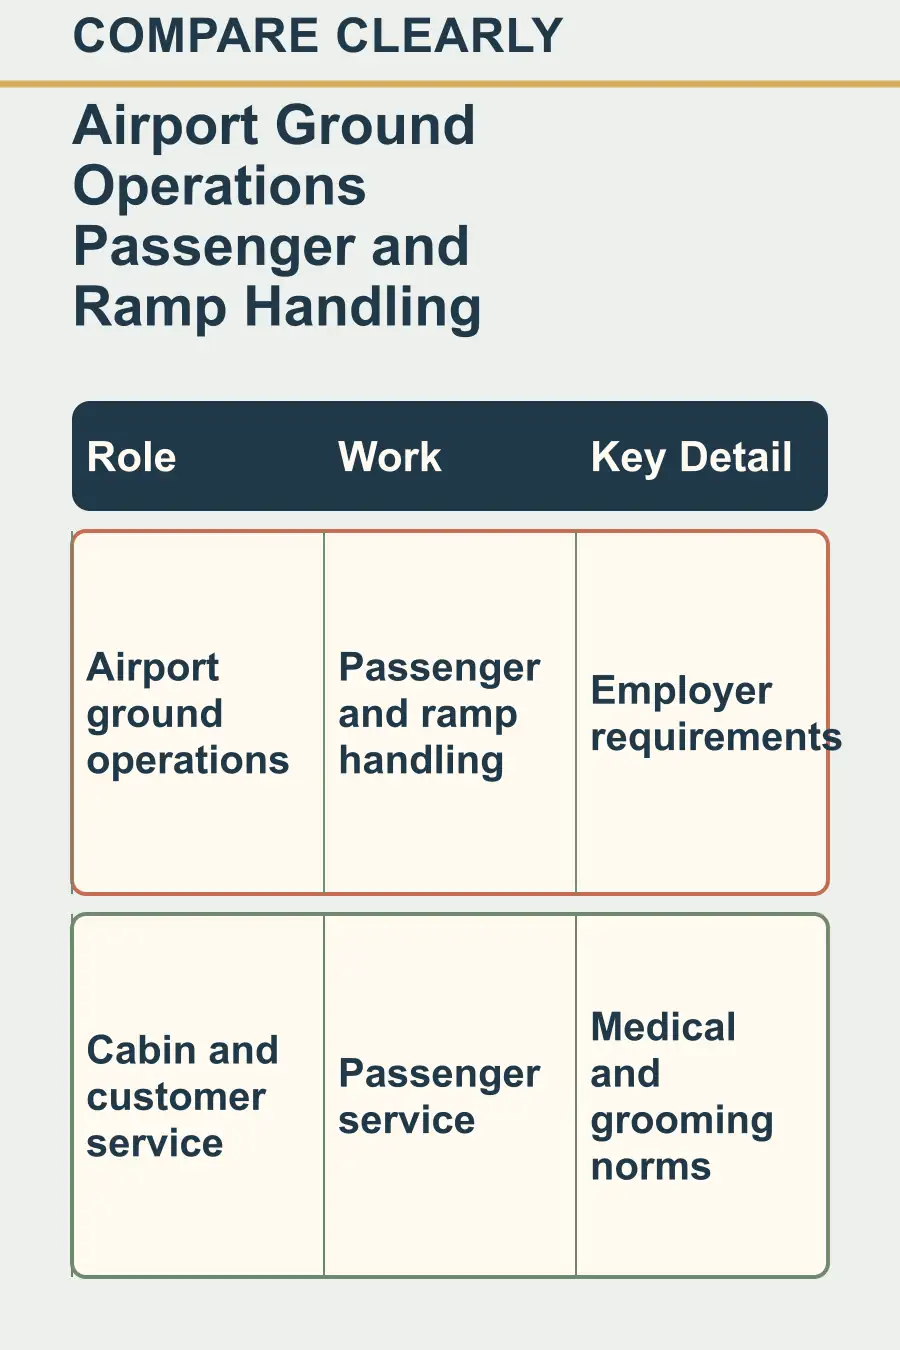 COMPARE CLEARLY
Airport Ground
Operations
Passenger and
Ramp Handling
Role
Work
Key Detail
Airport
ground
operations
Passenger
and ramp
handling
Employer
requirements
Cabin and
customer
service
Passenger
service
Medical
and
grooming
norms